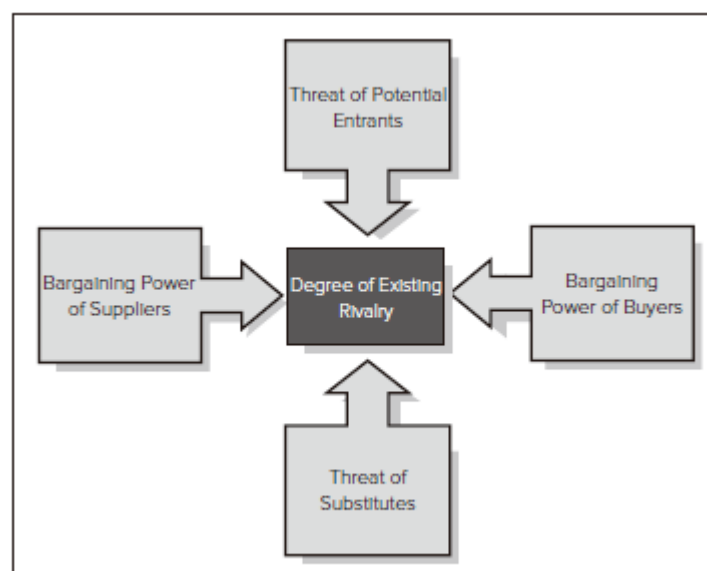 Threat of Potential
Entrants
Bargaining Power
of Suppliers
Degree of Existing
Rivalry
Bargaining
Power of Buyers
Threat of
Substitutes